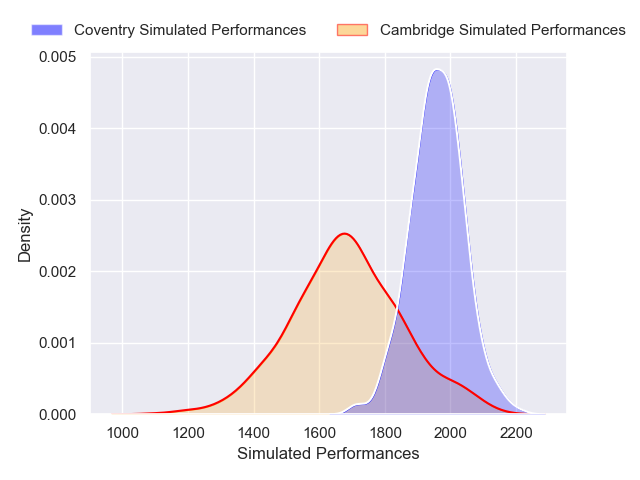 Coventry Simulated Performances Cambridge Simulated Performances
0.005
0.004
0.003
0.002
0.001
0.000
Density
1000 1200 1400 1600 1800 2000 2200
Simulated Performances